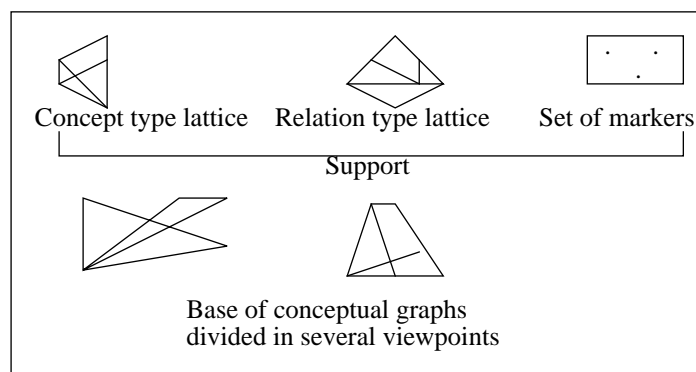 Concept type lattice
Relation type lattice
Set of markers
Support
Base of conceptual graphs
divided in several viewpoints